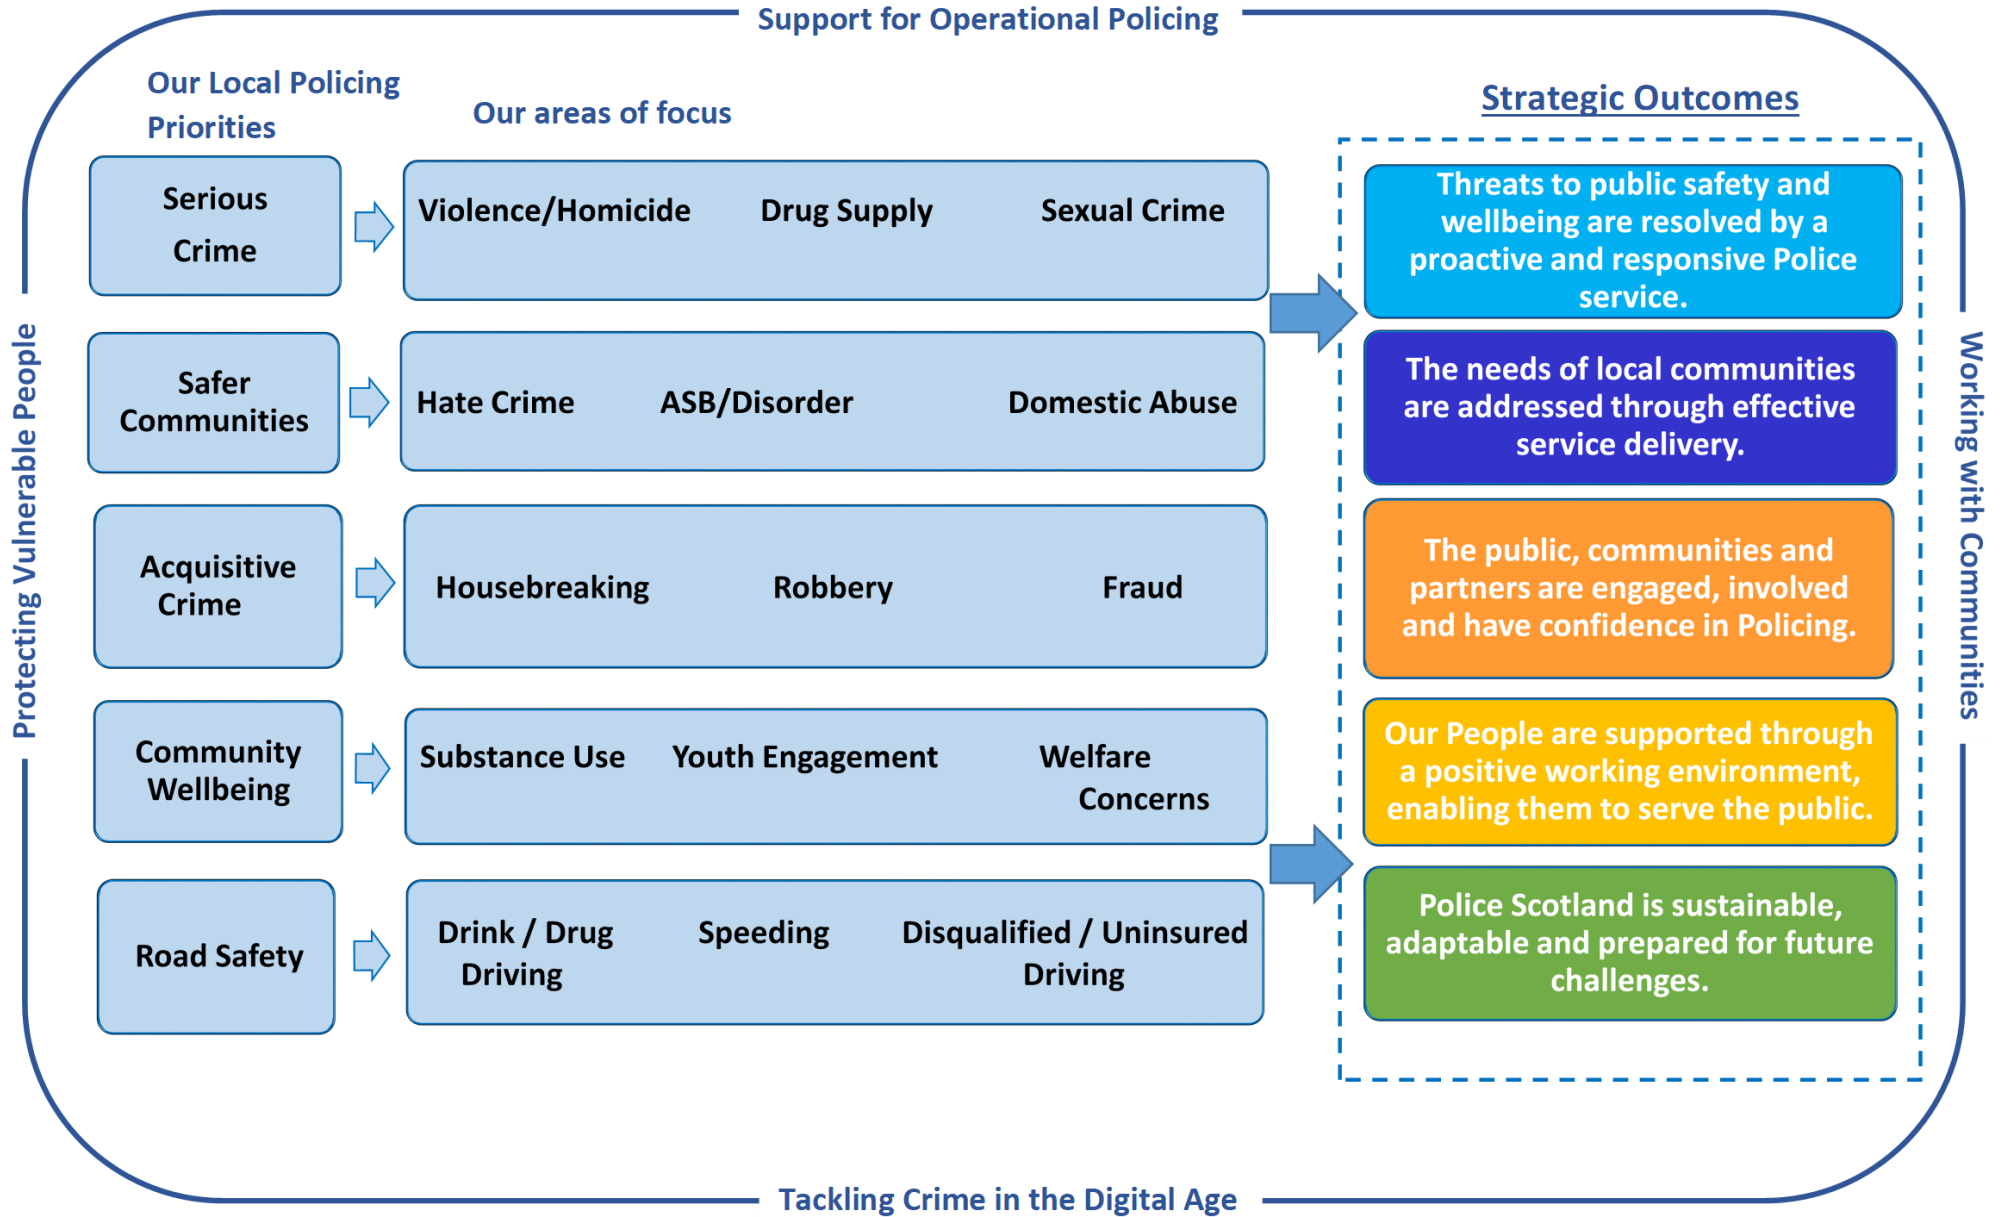 Support for Operational Policing
Our Local Policing
Priorities
Our areas of focus
Strategic Outcomes
Serious
Crime
Violence/Homicide Drug Supply Sexual Crime
Threats to public safety and
wellbeing are resolved by a
proactive and responsive Police
service.
Safer
Communities
Hate Crime ASB/Disorder Domestic Abuse
The needs of local communities
are addressed through effective
service delivery.
Acquisitive
Crime
Housebreaking Robbery Fraud
The public, communities and
partners are engaged, involved
and have confidence in Policing.
Community
Wellbeing
Substance Use Youth Engagement Welfare
Concerns
Our People are supported through
a positive working environment,
enabling them to serve the public.
Road Safety
Drink / Drug Speeding Disqualified / Uninsured
Driving Driving
Police Scotland is sustainable,
adaptable and prepared for future
challenges.
Protecting Vulnerable People
Working with Communities
Tackling Crime in the Digital Age